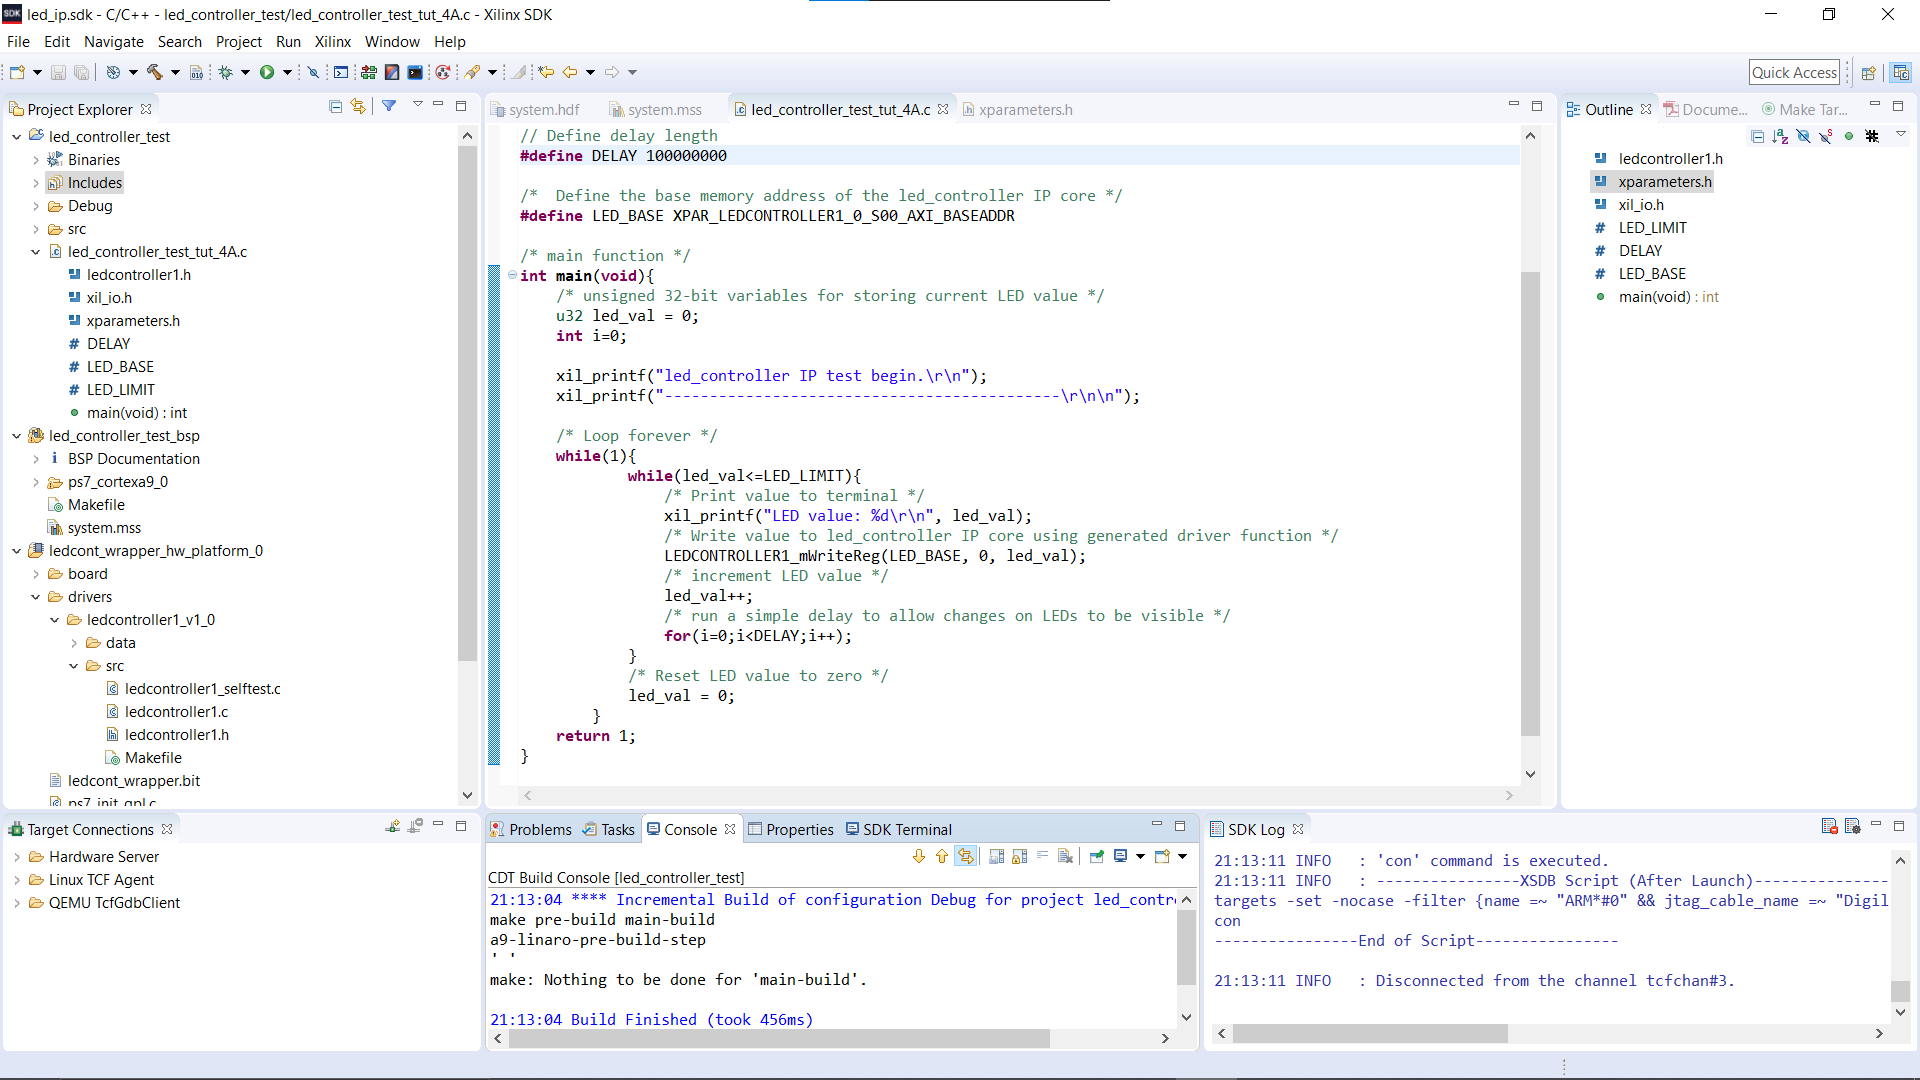 SDK led_ip.sdk - C/C++ - led_controller_test/led_controller_test_tut_4A.c - Xilinx SDK
File Edit Navigate Search Project Run Xilinx Window Help
Quick Access
Project Explorer
led_controller_test
Binaries
Includes
Debug
src
led_controller_test_tut_4A.c
ledcontroller1.h
xil_io.h
xparameters.h
# DELAY
# LED_BASE
# LED_LIMIT
main(void) : int
led_controller_test_bsp
BSP Documentation
ps7_cortexa9_0
Makefile
system.mss
ledcont_wrapper_hw_platform_0
board
drivers
ledcontroller1_v1_0
data
src
ledcontroller1_selftest.c
ledcontroller1.c
ledcontroller1.h
Makefile
ledcont_wrapper.bit
ps7_init_gpl.c
system.hdf system.mss led_controller_test_tut_4A.c xparameters.h
// Define delay length
#define DELAY 100000000
/*  Define the base memory address of the led_controller IP core */
#define LED_BASE XPAR_LEDCONTROLLER1_0_S00_AXI_BASEADDR
/* main function */
int main(void){
/* unsigned 32-bit variables for storing current LED value */
u32 led_val = 0;
int i=0;
xil_printf("led_controller IP test begin.\r\n");
xil_printf("--------------------------------------------\r\n\n");
/* Loop forever */
while(1){
while(led_val<=LED_LIMIT){
/* Print value to terminal */
xil_printf("LED value: %d\r\n", led_val);
/* Write value to led_controller IP core using generated driver function */
LEDCONTROLLER1_mWriteReg(LED_BASE, 0, led_val);
/* increment LED value */
led_val++;
/* run a simple delay to allow changes on LEDs to be visible */
for(i=0;i<DELAY;i++);
}
/* Reset LED value to zero */
led_val = 0;
}
return 1;
}
Outline Docume... Make Tar...
ledcontroller1.h
xparameters.h
xil_io.h
# LED_LIMIT
# DELAY
# LED_BASE
main(void) : int
Target Connections
Hardware Server
Linux TCF Agent
QEMU TcfGdbClient
Problems Tasks Console Properties SDK Terminal
CDT Build Console [led_controller_test]
21:13:04 **** Incremental Build of configuration Debug for project led_contr
make pre-build main-build
a9-linaro-pre-build-step
' '
make: Nothing to be done for 'main-build'.
21:13:04 Build Finished (took 456ms)
SDK Log
21:13:11 INFO   : 'con' command is executed.
21:13:11 INFO   : ----------------XSDB Script (After Launch)---------------
targets -set -nocase -filter {name =~ "ARM*#0" && jtag_cable_name =~ "Digil
con
----------------End of Script----------------
21:13:11 INFO   : Disconnected from the channel tcfchan#3.